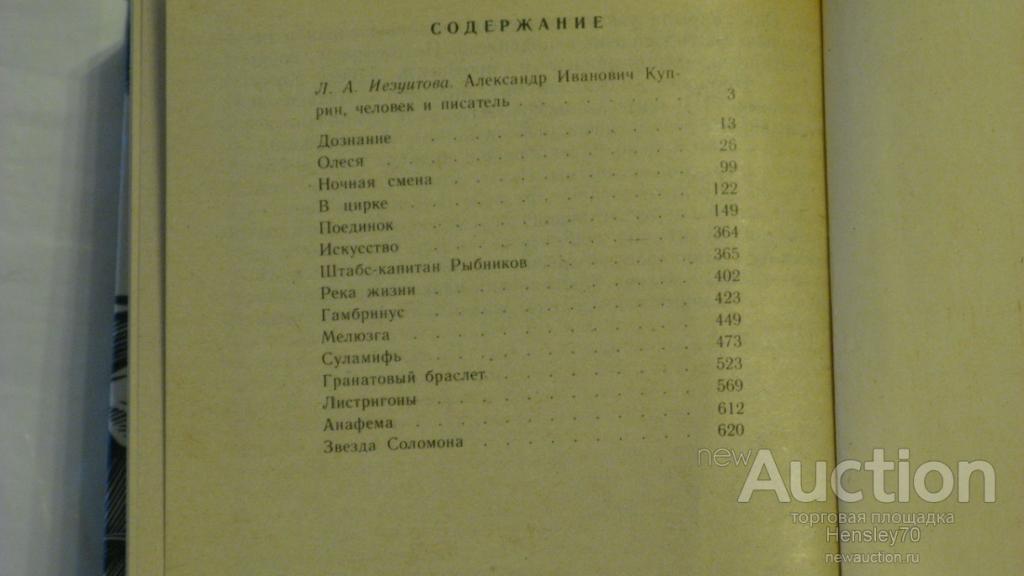 СОДЕРЖАНИЕ
Л. А. Иезуитова. Александр Иванович Куп-
рин, человек и писатель . . . . . . . . 3
Дознание . . . . . . . . . . . 13
Олеся . . . . . . . . . . . 26
Ночная смена . . . . . . . . . . 99
В цирке . . . . . . . . . . . 122
Поединок . . . . . . . . . . . 149
Искусство . . . . . . . . . . . 364
Штабс-капитан Рыбников . . . . . . . 365
Река жизни . . . . . . . . . . 402
Гамбринус . . . . . . . . . . . 423
Мелюзга . . . . . . . . . . . 449
Суламифь . . . . . . . . . . . 473
Гранатовый браслет . . . . . . . . 523
Листригоны . . . . . . . . . . 569
Анафема . . . . . . . . . . . 612
Звезда Соломона . . . . . . . . . 620
newAuction
торговая площадка
Hensley70
newauction.ru